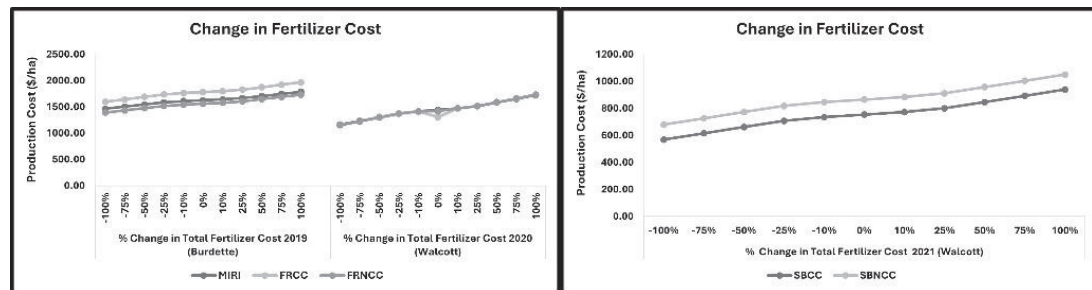 Change in Fertilizer Cost
Production Cost ($/ha)
2500.00
2000.00
1500.00
1000.00
500.00
0.00
-100% -75% -50% -25% -10% 0% 10% 25% 50% 75% 100% -100% -75% -50% -25% -10% 0% 10% 25% 50% 75% 100%
% Change in Total Fertilizer Cost 2019 (Burdette)
% Change in Total Fertilizer Cost 2020 (Walcott)
MIRI FRCC FRNCC
Change in Fertilizer Cost
Production Cost ($/ha)
1200.00
1000.00
800.00
600.00
400.00
200.00
0.00
-100% -75% -50% -25% -10% 0% 10% 25% 50% 75% 100%
% Change in Total Fertilizer Cost 2021 (Walcott)
SBCC SBNCC